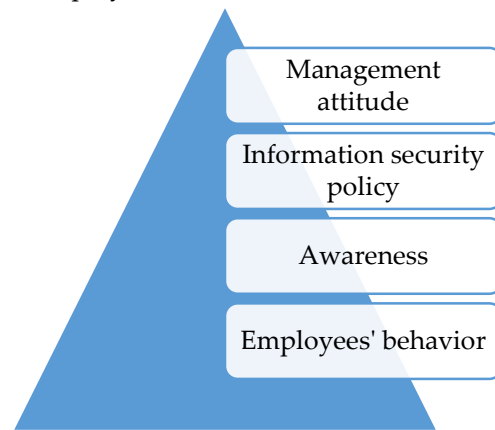 Management
attitude
Information security
policy
Awareness
Employees' behavior